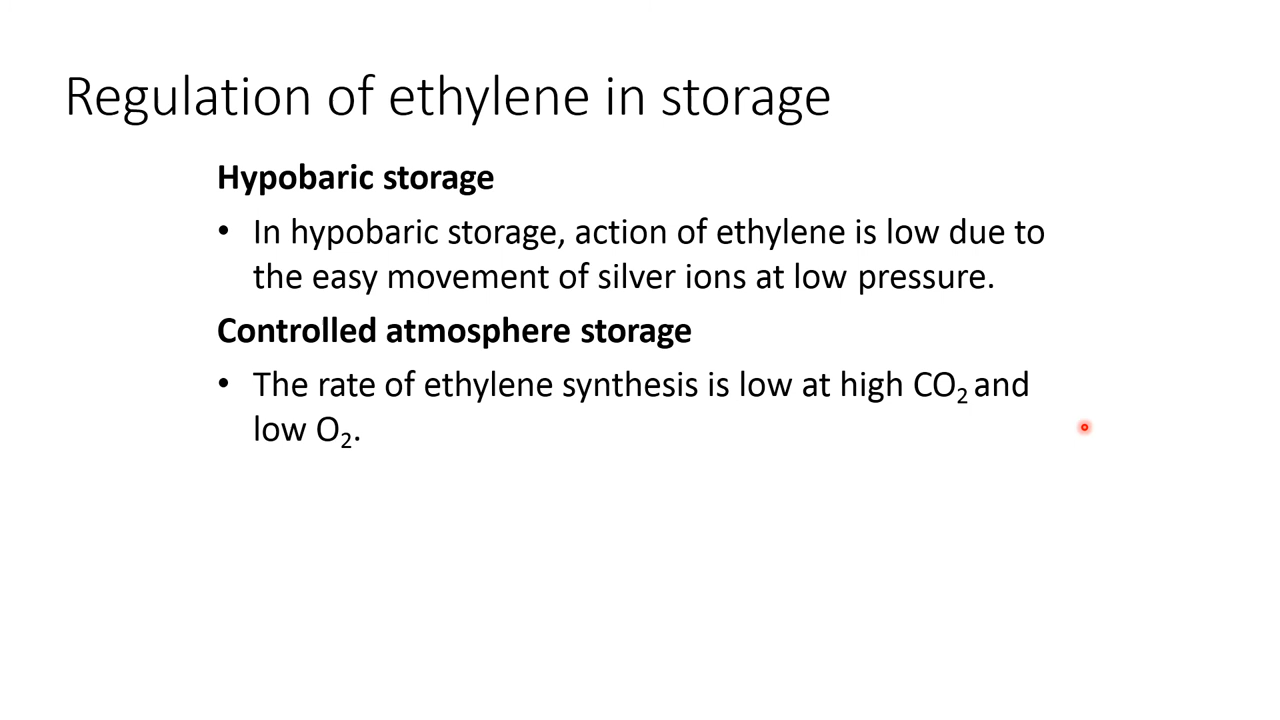 Regulation of ethylene in storage
Hypobaric storage
• In hypobaric storage, action of ethylene is low due to
the easy movement of silver ions at low pressure.
Controlled atmosphere storage
• The rate of ethylene synthesis is low at high CO₂ and
low O₂.